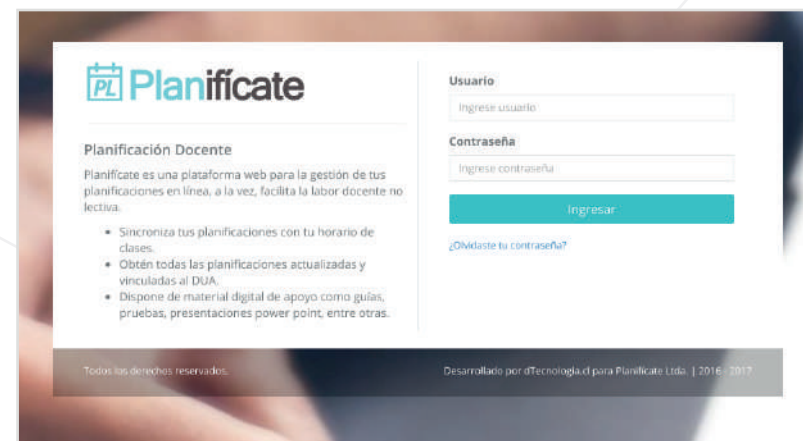 PL Planifícate
Planificación Docente
Planifícate es una plataforma web para la gestión de tus
planificaciones en línea, a la vez, facilita la labor docente no
lectiva.
• Sincroniza tus planificaciones con tu horario de
clases.
• Obtén todas las planificaciones actualizadas y
vinculadas al DUA.
• Dispone de material digital de apoyo como guías,
pruebas, presentaciones power point, entre otras.
Usuario
Ingrese usuario
Contraseña
Ingrese contraseña
Ingresar
¿Olvidaste tu contraseña?
Todos los derechos reservados.
Desarrollado por dTecnologia.cl para Planifícate Ltda. | 2016 - 2017